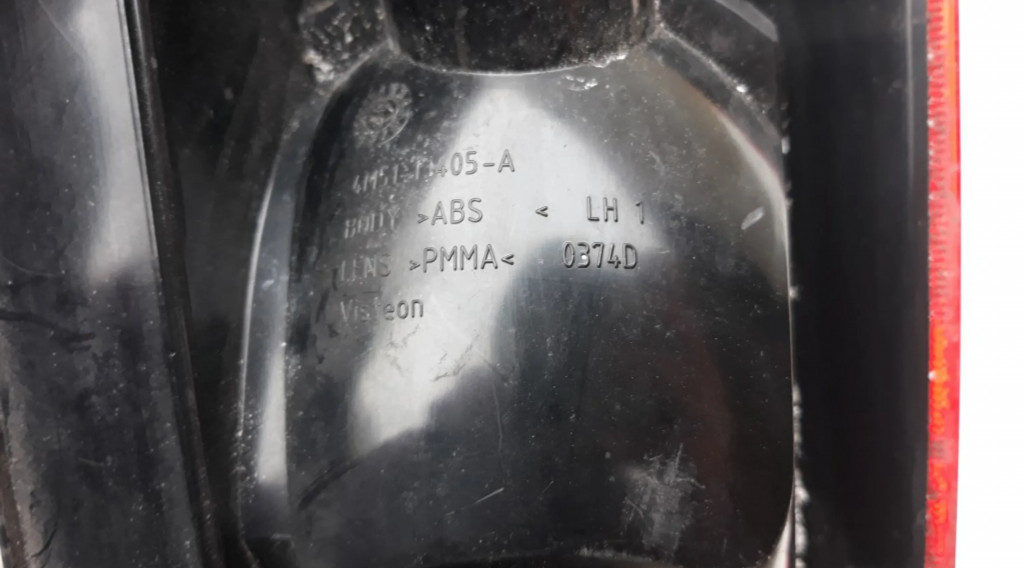 4M51-13405-A
BODY >ABS < LH 1
LENS >PMMA< 0374D
Visteon